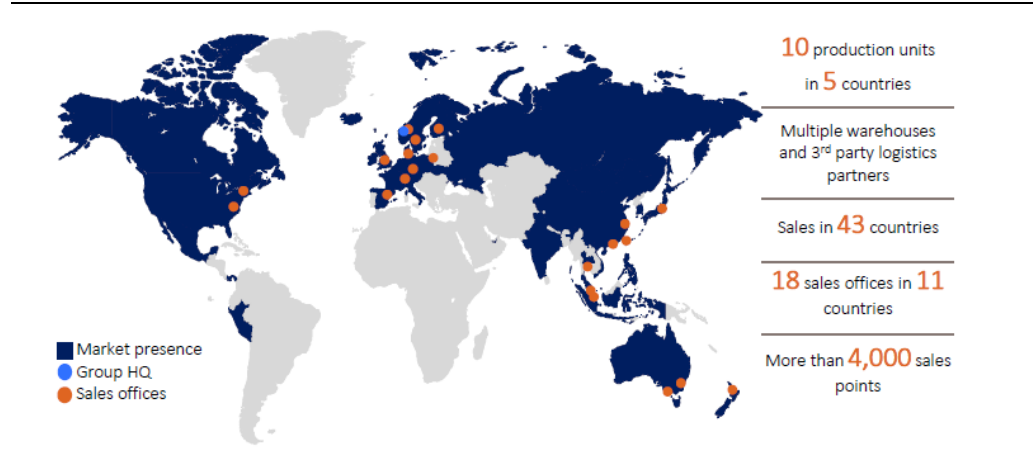 10 production units
in 5 countries
Multiple warehouses
and 3rd party logistics
partners
Sales in 43 countries
18 sales offices in 11
countries
More than 4,000 sales
points
Market presence
Group HQ
Sales offices